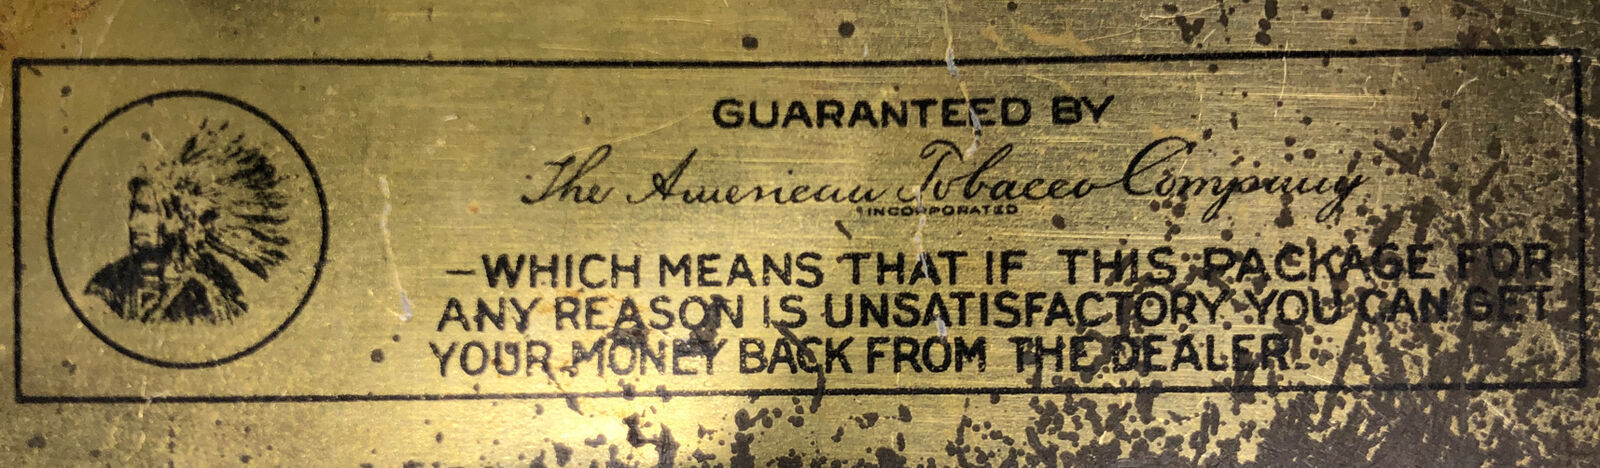 GUARANTEED BY
The American Tobacco Company
INCORPORATED
—WHICH MEANS THAT IF THIS PACKAGE FOR
ANY REASON IS UNSATISFACTORY YOU CAN GET
YOUR MONEY BACK FROM THE DEALER.